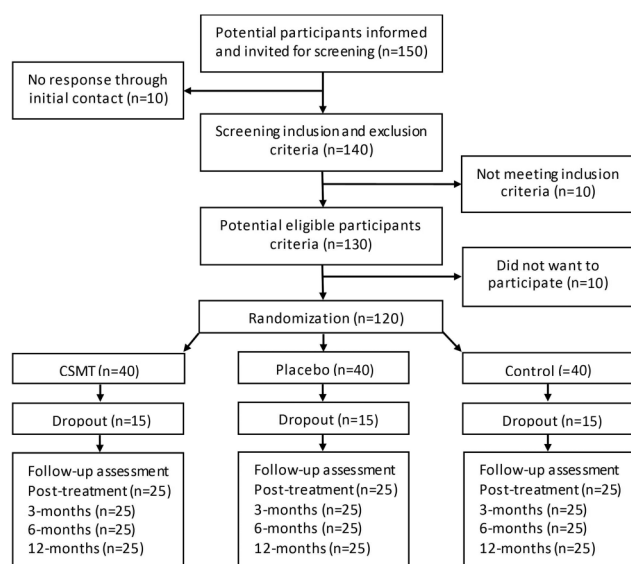 Potential participants informed
and invited for screening (n=150)
No response through
initial contact (n=10)
Screening inclusion and exclusion
criteria (n=140)
Not meeting inclusion
criteria (n=10)
Potential eligible participants
criteria (n=130)
Did not want to
participate (n=10)
Randomization (n=120)
CSMT (n=40)
Placebo (n=40)
Control (=40)
Dropout (n=15)
Dropout (n=15)
Dropout (n=15)
Follow-up assessment
Post-treatment (n=25)
3-months (n=25)
6-months (n=25)
12-months (n=25)
Follow-up assessment
Post-treatment (n=25)
3-months (n=25)
6-months (n=25)
12-months (n=25)
Follow-up assessment
Post-treatment (n=25)
3-months (n=25)
6-months (n=25)
12-months (n=25)